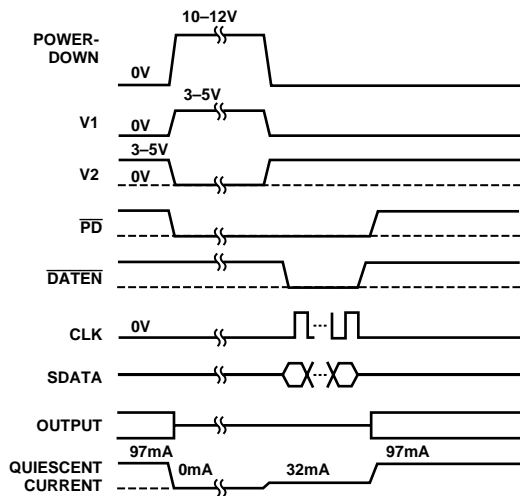 10–12V
POWER-
DOWN
0V
3–5V
V1
0V
3–5V
V2
0V
PD
DATEN
CLK
0V
SDATA
OUTPUT
97mA
97mA
QUIESCENT
CURRENT
0mA
32mA